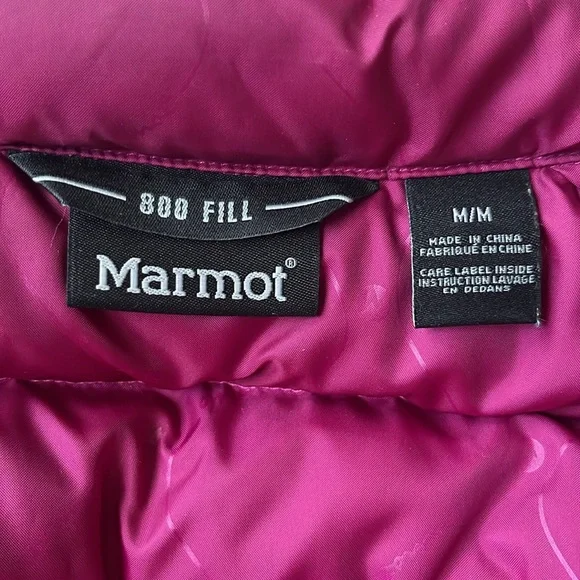 800 FILL
Marmot®
M/M
MADE IN CHINA
FABRIQUÉ EN CHINE
CARE LABEL INSIDE
INSTRUCTION LAVAGE
EN DEDANS